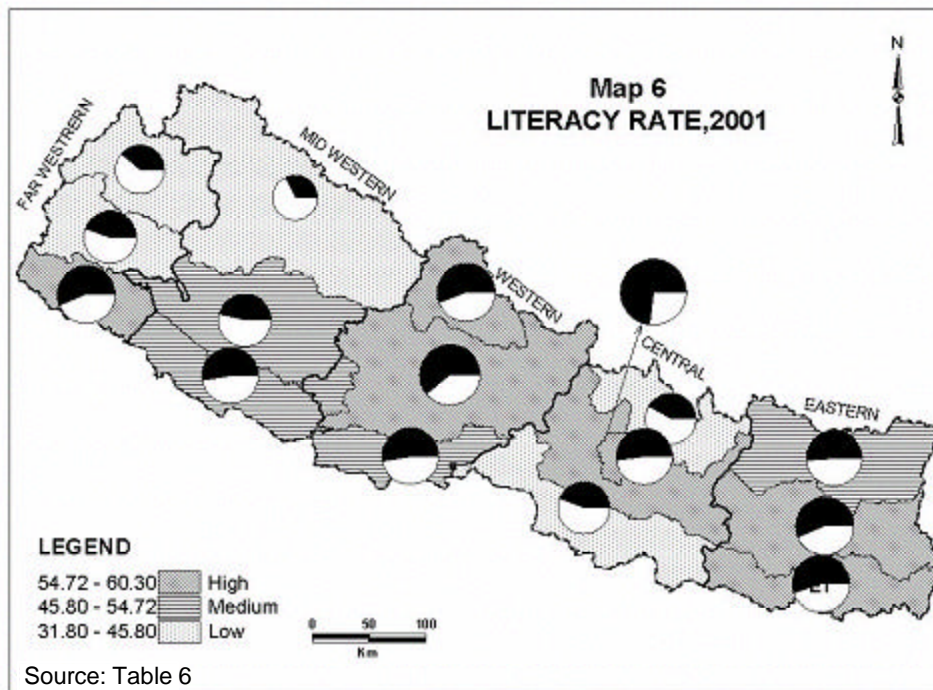 N
Map 6
LITERACY RATE,2001
FAR WESTRERN
MID WESTERN
WESTERN
CENTRAL
EASTERN
LEGEND
54.72 - 60.30 High
45.80 - 54.72 Medium
31.80 - 45.80 Low
0 50 100
Km
Source: Table 6